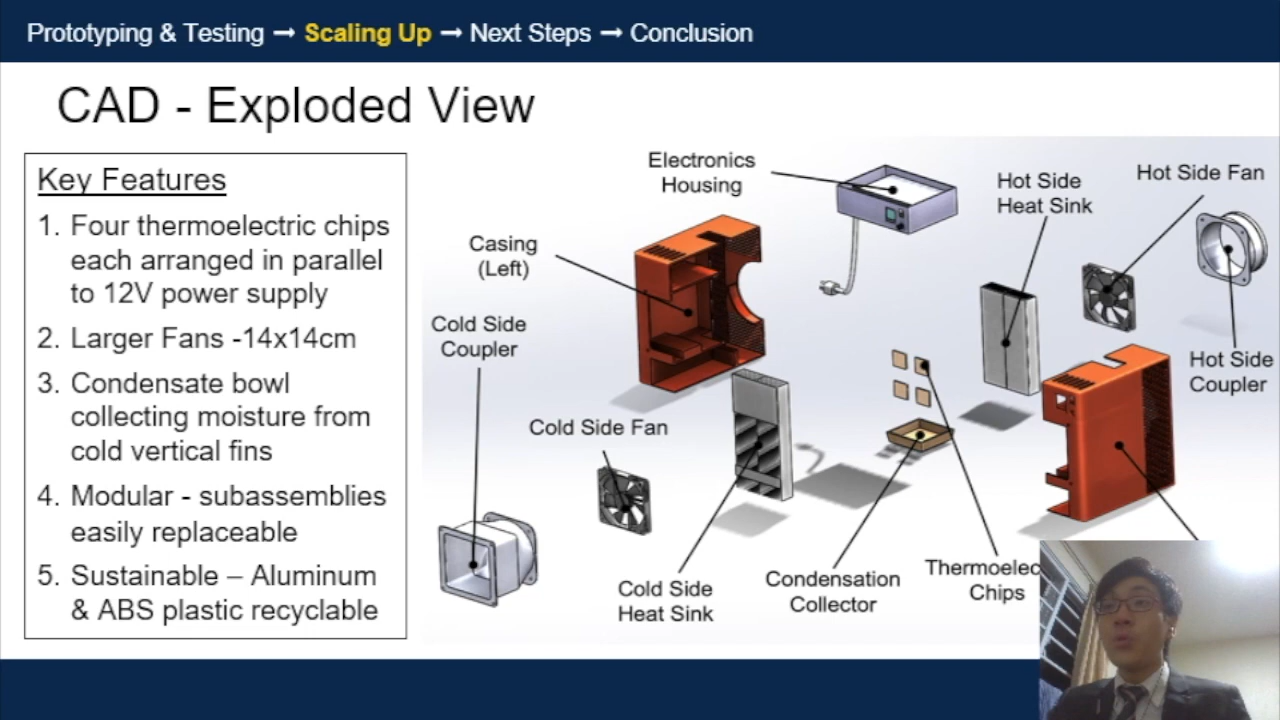 Prototyping & Testing → Scaling Up → Next Steps → Conclusion
CAD - Exploded View
Key Features
1. Four thermoelectric chips
each arranged in parallel
to 12V power supply
2. Larger Fans -14x14cm
3. Condensate bowl
collecting moisture from
cold vertical fins
4. Modular - subassemblies
easily replaceable
5. Sustainable – Aluminum
& ABS plastic recyclable
Electronics
Housing
Hot Side
Heat Sink
Hot Side Fan
Casing
(Left)
Cold Side
Coupler
Hot Side
Coupler
Cold Side Fan
Cold Side
Heat Sink
Condensation
Collector
Thermoelec
Chips